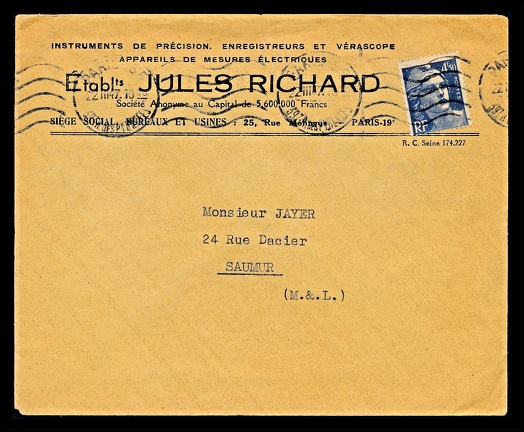 INSTRUMENTS DE PRÉCISION, ENREGISTREURS ET VÉRASCOPE
APPAREILS DE MESURES ÉLECTRIQUES
Etablts JULES RICHARD
Société Anonyme au Capital de 5,600,000 Francs
SIÈGE SOCIAL, BUREAUX ET USINES : 25, Rue Mélingue, PARIS-19e
R. C. Seine 174.227
4f50
RF
Monsieur JAYER
24 Rue Dacier
SAUMUR
(M.&.L.)